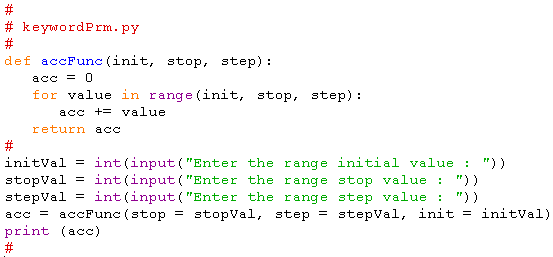 #
# keywordPrm.py
#
def accFunc(init, stop, step):
   acc = 0
   for value in range(init, stop, step):
      acc += value
   return acc
#
initVal = int(input("Enter the range initial value : "))
stopVal = int(input("Enter the range stop value : "))
stepVal = int(input("Enter the range step value : "))
acc = accFunc(stop = stopVal, step = stepVal, init = initVal)
print (acc)
#